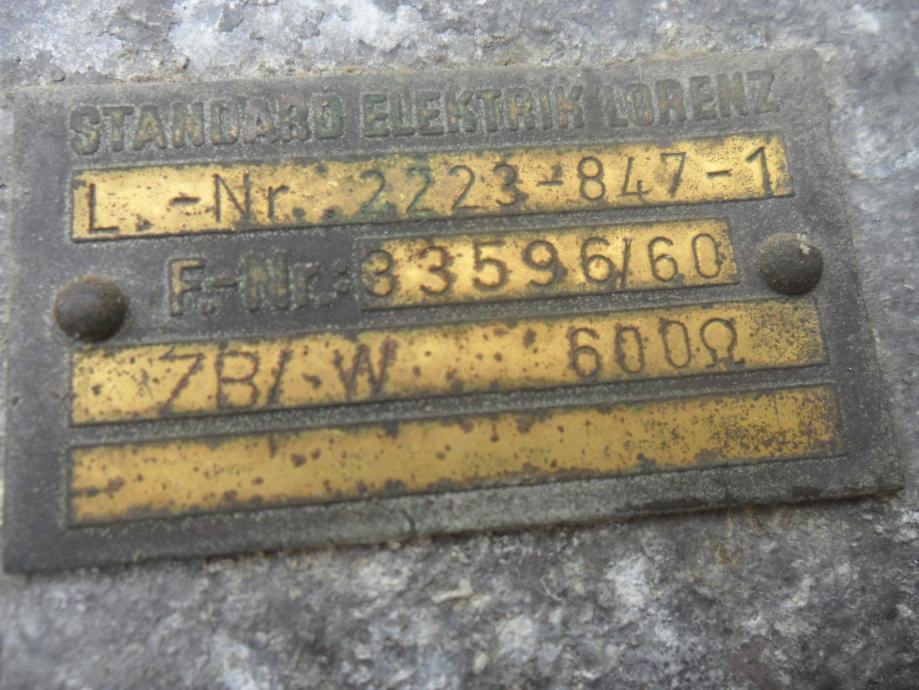 STANDARD ELEKTRIK LORENZ
L.-Nr. 2223-847-1
F.-Nr.: 33596/60
7B/W 600Ω